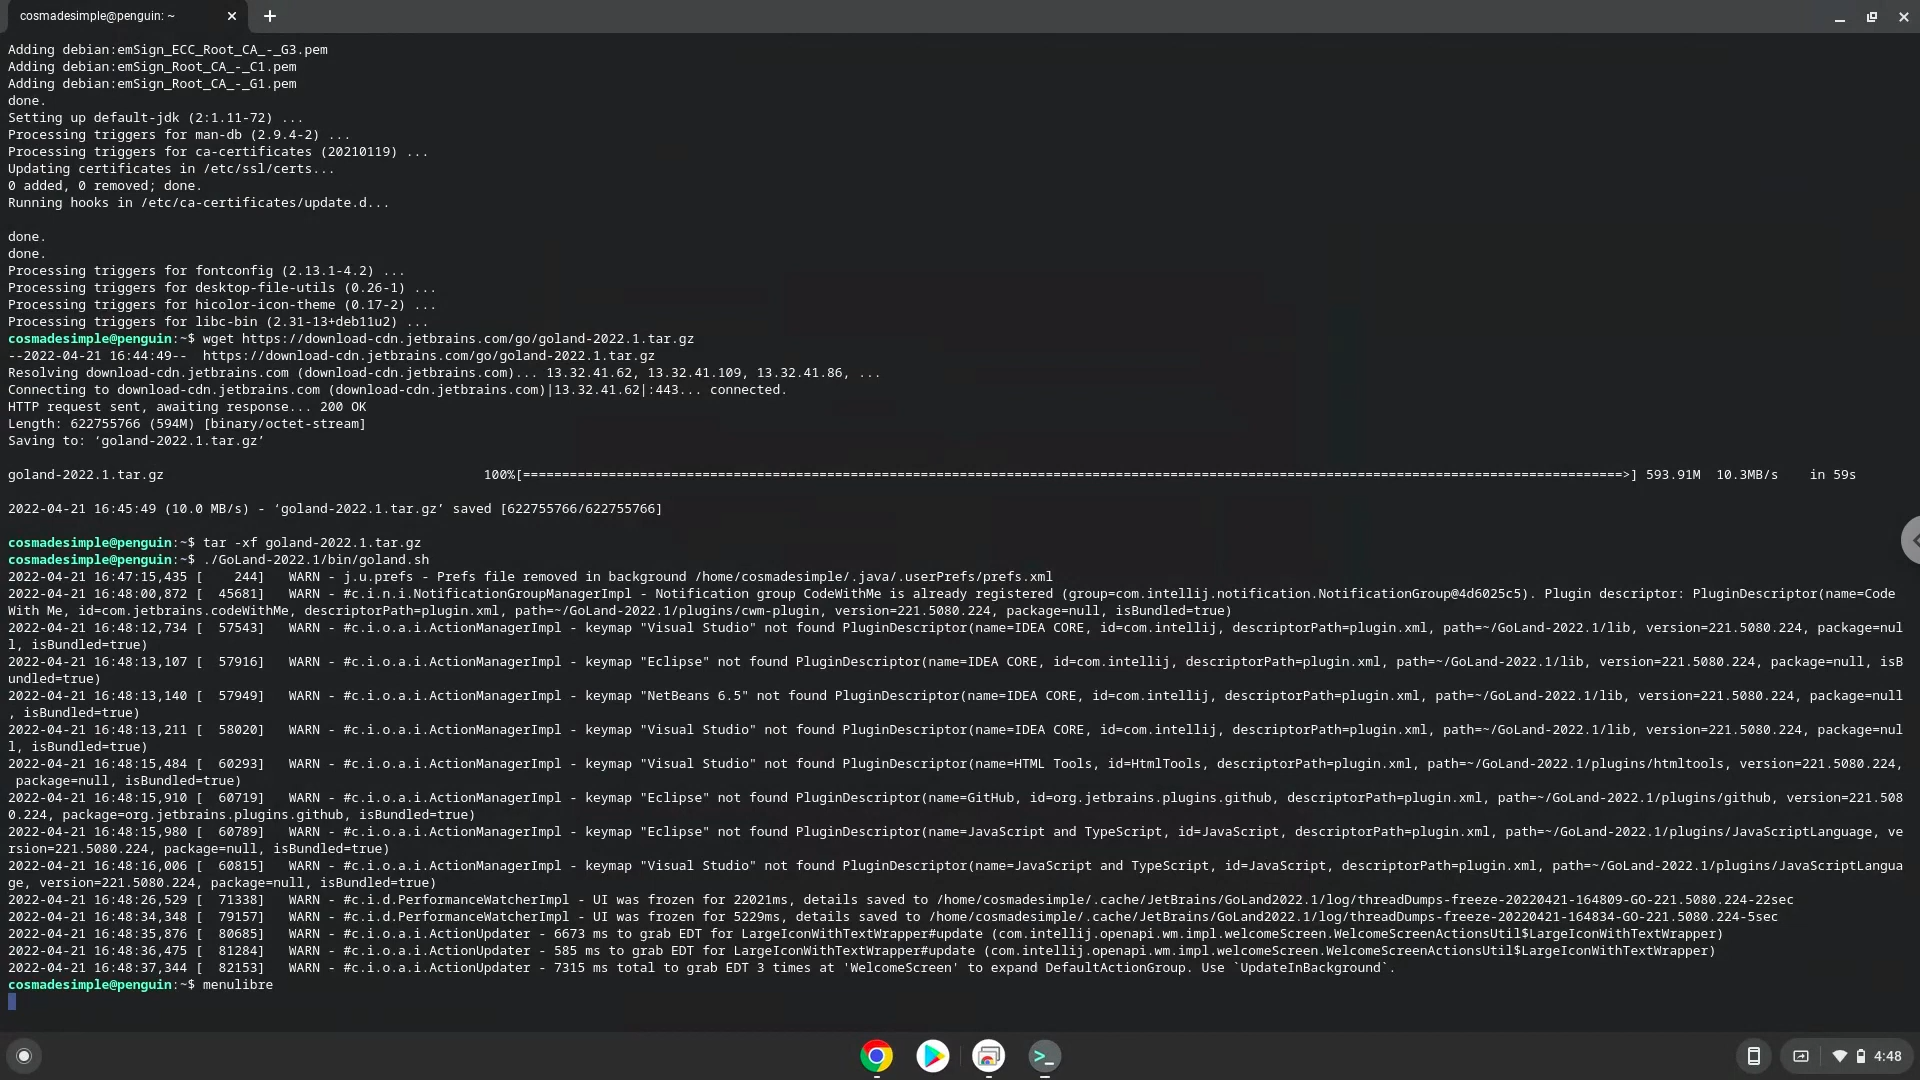 cosmadesimple@penguin: ~
Adding debian:emSign_ECC_Root_CA_-_G3.pem
Adding debian:emSign_Root_CA_-_C1.pem
Adding debian:emSign_Root_CA_-_G1.pem
done.
Setting up default-jdk (2:1.11-72) ...
Processing triggers for man-db (2.9.4-2) ...
Processing triggers for ca-certificates (20210119) ...
Updating certificates in /etc/ssl/certs...
0 added, 0 removed; done.
Running hooks in /etc/ca-certificates/update.d...
done.
done.
Processing triggers for fontconfig (2.13.1-4.2) ...
Processing triggers for desktop-file-utils (0.26-1) ...
Processing triggers for hicolor-icon-theme (0.17-2) ...
Processing triggers for libc-bin (2.31-13+deb11u2) ...
cosmadesimple@penguin:~$ wget https://download-cdn.jetbrains.com/go/goland-2022.1.tar.gz
--2022-04-21 16:44:49--  https://download-cdn.jetbrains.com/go/goland-2022.1.tar.gz
Resolving download-cdn.jetbrains.com (download-cdn.jetbrains.com)... 13.32.41.62, 13.32.41.109, 13.32.41.86, ...
Connecting to download-cdn.jetbrains.com (download-cdn.jetbrains.com)|13.32.41.62|:443... connected.
HTTP request sent, awaiting response... 200 OK
Length: 622755766 (594M) [binary/octet-stream]
Saving to: ‘goland-2022.1.tar.gz’
goland-2022.1.tar.gz 100%[=============================================================================================================================================>] 593.91M  10.3MB/s    in 59s
2022-04-21 16:45:49 (10.0 MB/s) - ‘goland-2022.1.tar.gz’ saved [622755766/622755766]
cosmadesimple@penguin:~$ tar -xf goland-2022.1.tar.gz
cosmadesimple@penguin:~$ ./GoLand-2022.1/bin/goland.sh
2022-04-21 16:47:15,435 [    244]   WARN - j.u.prefs - Prefs file removed in background /home/cosmadesimple/.java/.userPrefs/prefs.xml
2022-04-21 16:48:00,872 [  45681]   WARN - #c.i.n.i.NotificationGroupManagerImpl - Notification group CodeWithMe is already registered (group=com.intellij.notification.NotificationGroup@4d6025c5). Plugin descriptor: PluginDescriptor(name=Code
With Me, id=com.jetbrains.codeWithMe, descriptorPath=plugin.xml, path=~/GoLand-2022.1/plugins/cwm-plugin, version=221.5080.224, package=null, isBundled=true)
2022-04-21 16:48:12,734 [  57543]   WARN - #c.i.o.a.i.ActionManagerImpl - keymap "Visual Studio" not found PluginDescriptor(name=IDEA CORE, id=com.intellij, descriptorPath=plugin.xml, path=~/GoLand-2022.1/lib, version=221.5080.224, package=nul
l, isBundled=true)
2022-04-21 16:48:13,107 [  57916]   WARN - #c.i.o.a.i.ActionManagerImpl - keymap "Eclipse" not found PluginDescriptor(name=IDEA CORE, id=com.intellij, descriptorPath=plugin.xml, path=~/GoLand-2022.1/lib, version=221.5080.224, package=null, isB
undled=true)
2022-04-21 16:48:13,140 [  57949]   WARN - #c.i.o.a.i.ActionManagerImpl - keymap "NetBeans 6.5" not found PluginDescriptor(name=IDEA CORE, id=com.intellij, descriptorPath=plugin.xml, path=~/GoLand-2022.1/lib, version=221.5080.224, package=null
, isBundled=true)
2022-04-21 16:48:13,211 [  58020]   WARN - #c.i.o.a.i.ActionManagerImpl - keymap "Visual Studio" not found PluginDescriptor(name=IDEA CORE, id=com.intellij, descriptorPath=plugin.xml, path=~/GoLand-2022.1/lib, version=221.5080.224, package=nul
l, isBundled=true)
2022-04-21 16:48:15,484 [  60293]   WARN - #c.i.o.a.i.ActionManagerImpl - keymap "Visual Studio" not found PluginDescriptor(name=HTML Tools, id=HtmlTools, descriptorPath=plugin.xml, path=~/GoLand-2022.1/plugins/htmltools, version=221.5080.224,
package=null, isBundled=true)
2022-04-21 16:48:15,910 [  60719]   WARN - #c.i.o.a.i.ActionManagerImpl - keymap "Eclipse" not found PluginDescriptor(name=GitHub, id=org.jetbrains.plugins.github, descriptorPath=plugin.xml, path=~/GoLand-2022.1/plugins/github, version=221.508
0.224, package=org.jetbrains.plugins.github, isBundled=true)
2022-04-21 16:48:15,980 [  60789]   WARN - #c.i.o.a.i.ActionManagerImpl - keymap "Eclipse" not found PluginDescriptor(name=JavaScript and TypeScript, id=JavaScript, descriptorPath=plugin.xml, path=~/GoLand-2022.1/plugins/JavaScriptLanguage, ve
rsion=221.5080.224, package=null, isBundled=true)
2022-04-21 16:48:16,006 [  60815]   WARN - #c.i.o.a.i.ActionManagerImpl - keymap "Visual Studio" not found PluginDescriptor(name=JavaScript and TypeScript, id=JavaScript, descriptorPath=plugin.xml, path=~/GoLand-2022.1/plugins/JavaScriptLangua
ge, version=221.5080.224, package=null, isBundled=true)
2022-04-21 16:48:26,529 [  71338]   WARN - #c.i.d.PerformanceWatcherImpl - UI was frozen for 22021ms, details saved to /home/cosmadesimple/.cache/JetBrains/GoLand2022.1/log/threadDumps-freeze-20220421-164809-GO-221.5080.224-22sec
2022-04-21 16:48:34,348 [  79157]   WARN - #c.i.d.PerformanceWatcherImpl - UI was frozen for 5229ms, details saved to /home/cosmadesimple/.cache/JetBrains/GoLand2022.1/log/threadDumps-freeze-20220421-164834-GO-221.5080.224-5sec
2022-04-21 16:48:35,876 [  80685]   WARN - #c.i.o.a.i.ActionUpdater - 6673 ms to grab EDT for LargeIconWithTextWrapper#update (com.intellij.openapi.wm.impl.welcomeScreen.WelcomeScreenActionsUtil$LargeIconWithTextWrapper)
2022-04-21 16:48:36,475 [  81284]   WARN - #c.i.o.a.i.ActionUpdater - 585 ms to grab EDT for LargeIconWithTextWrapper#update (com.intellij.openapi.wm.impl.welcomeScreen.WelcomeScreenActionsUtil$LargeIconWithTextWrapper)
2022-04-21 16:48:37,344 [  82153]   WARN - #c.i.o.a.i.ActionUpdater - 7315 ms total to grab EDT 3 times at 'WelcomeScreen' to expand DefaultActionGroup. Use `UpdateInBackground`.
cosmadesimple@penguin:~$ menulibre
4:48